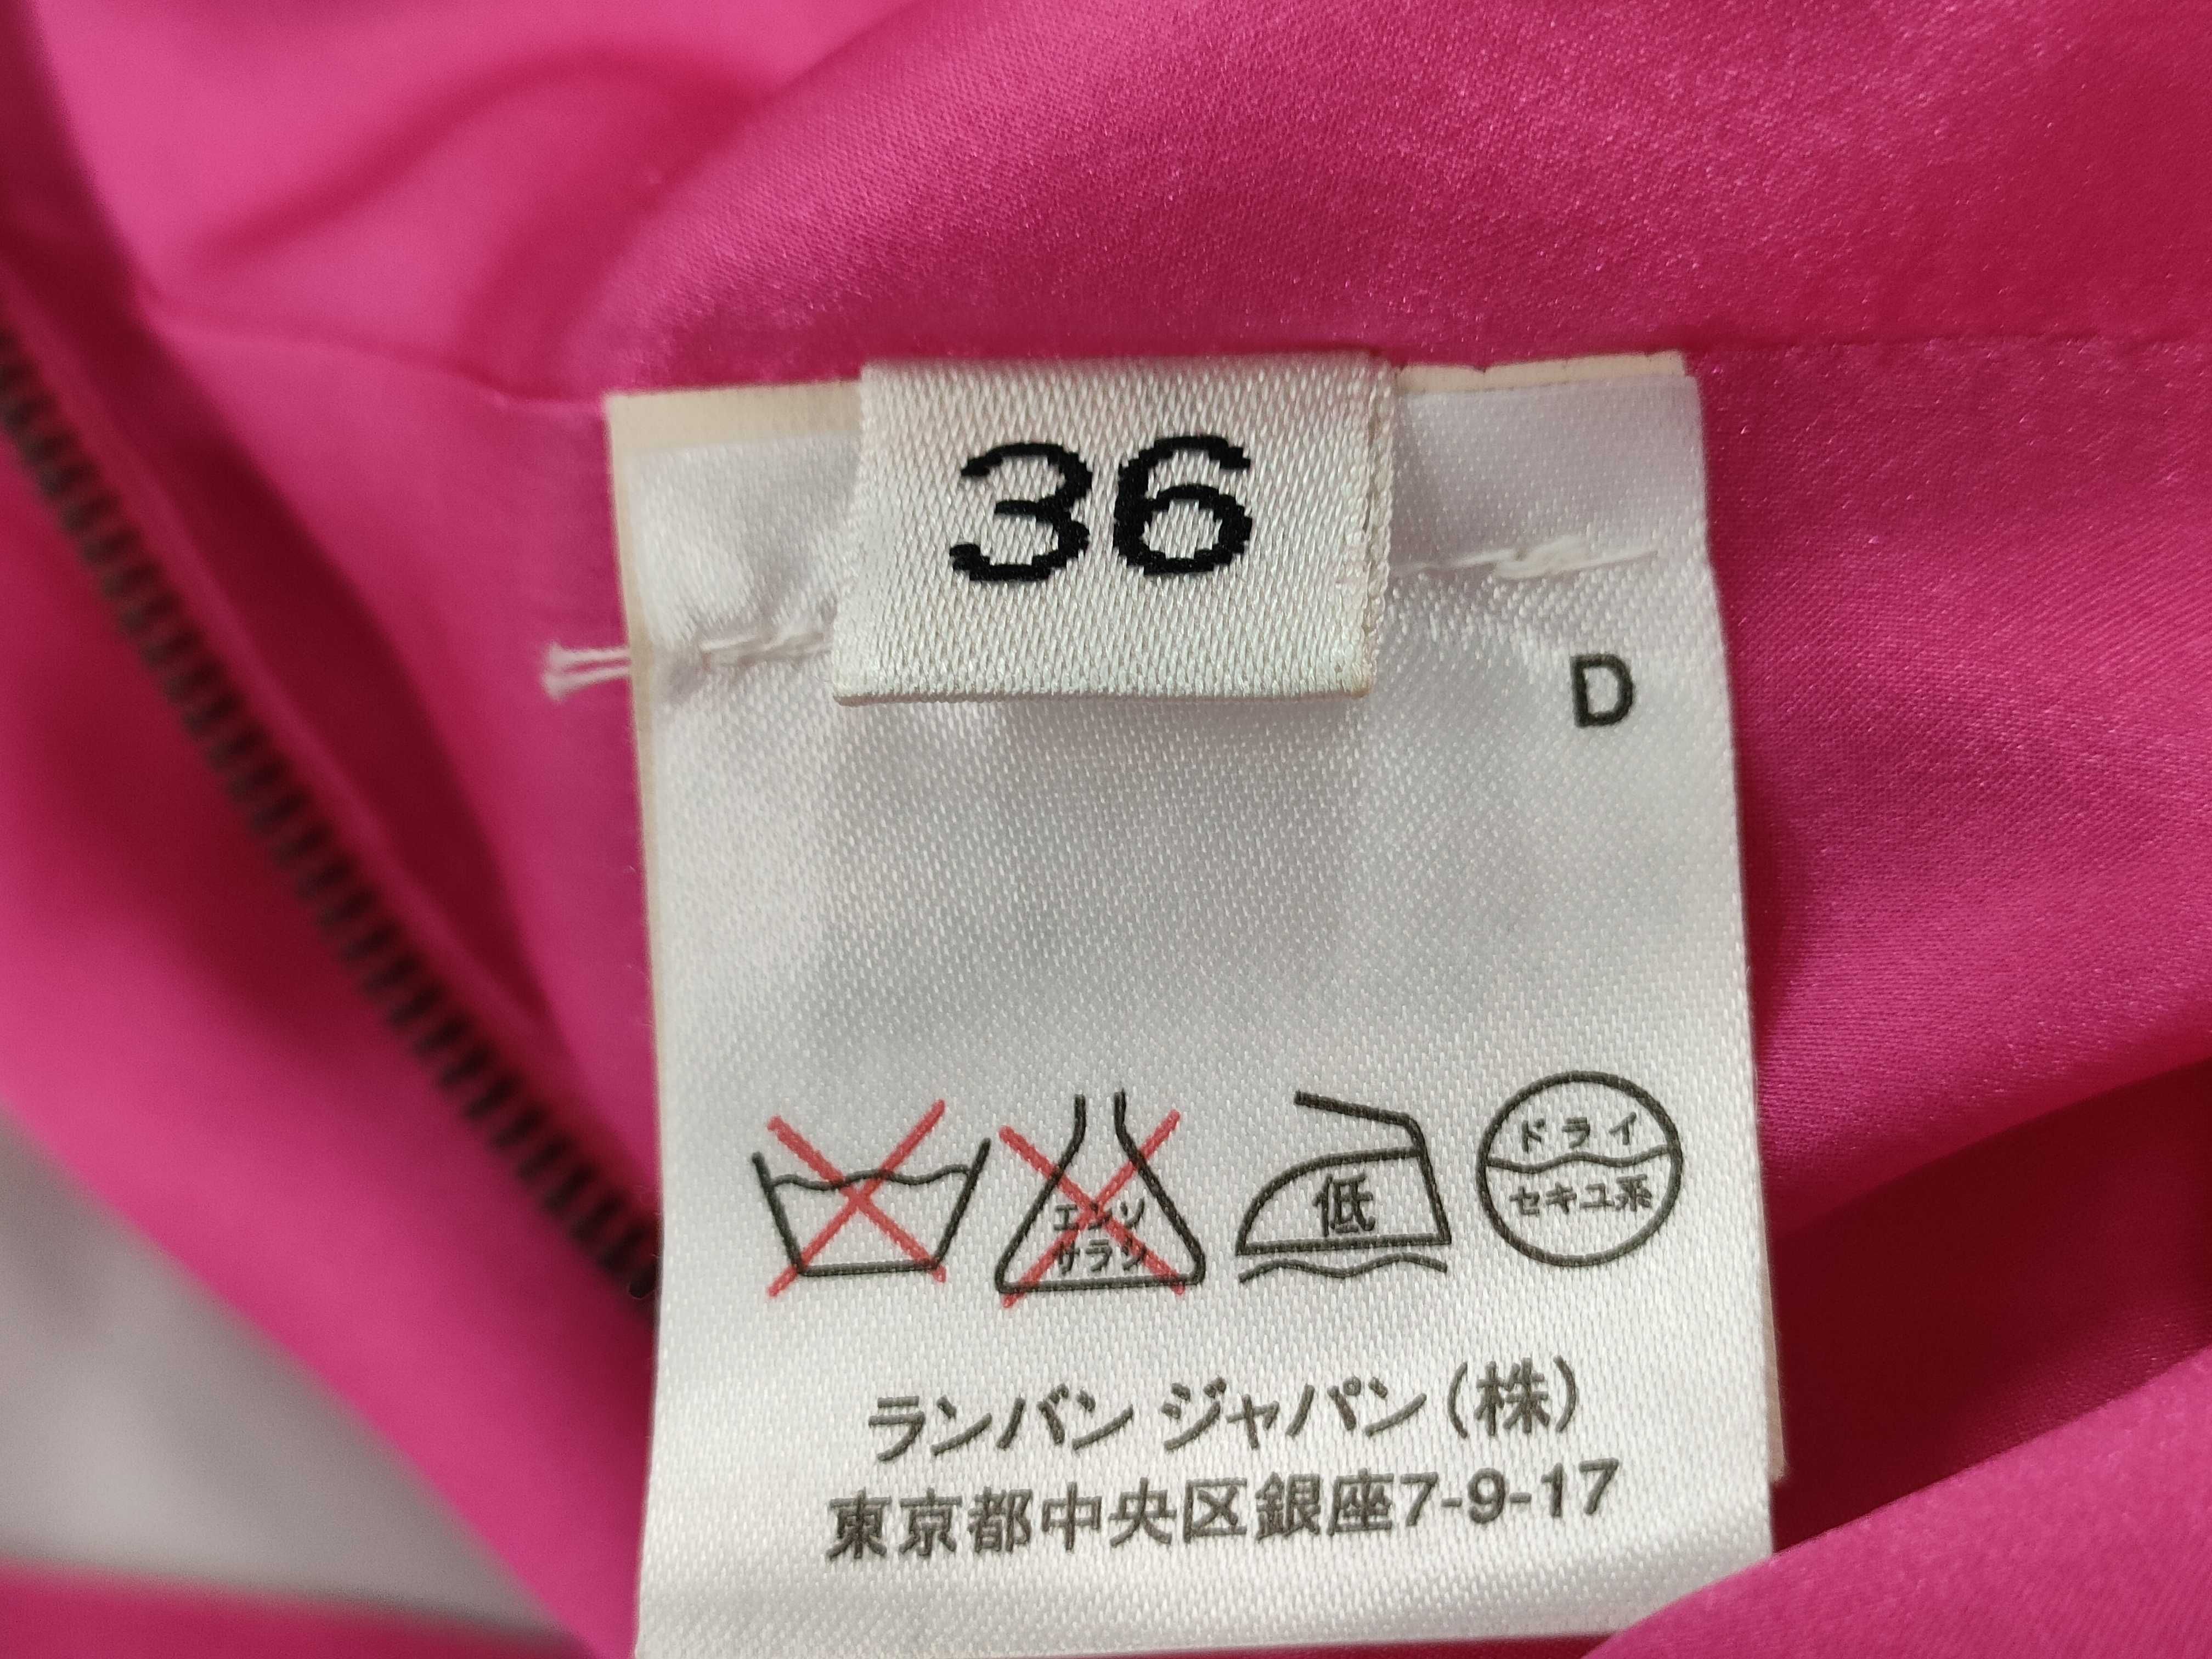 36
D
エンソ
サラシ
低
ドライ
セキユ系
ランバン ジャパン(株)
東京都中央区銀座7-9-17